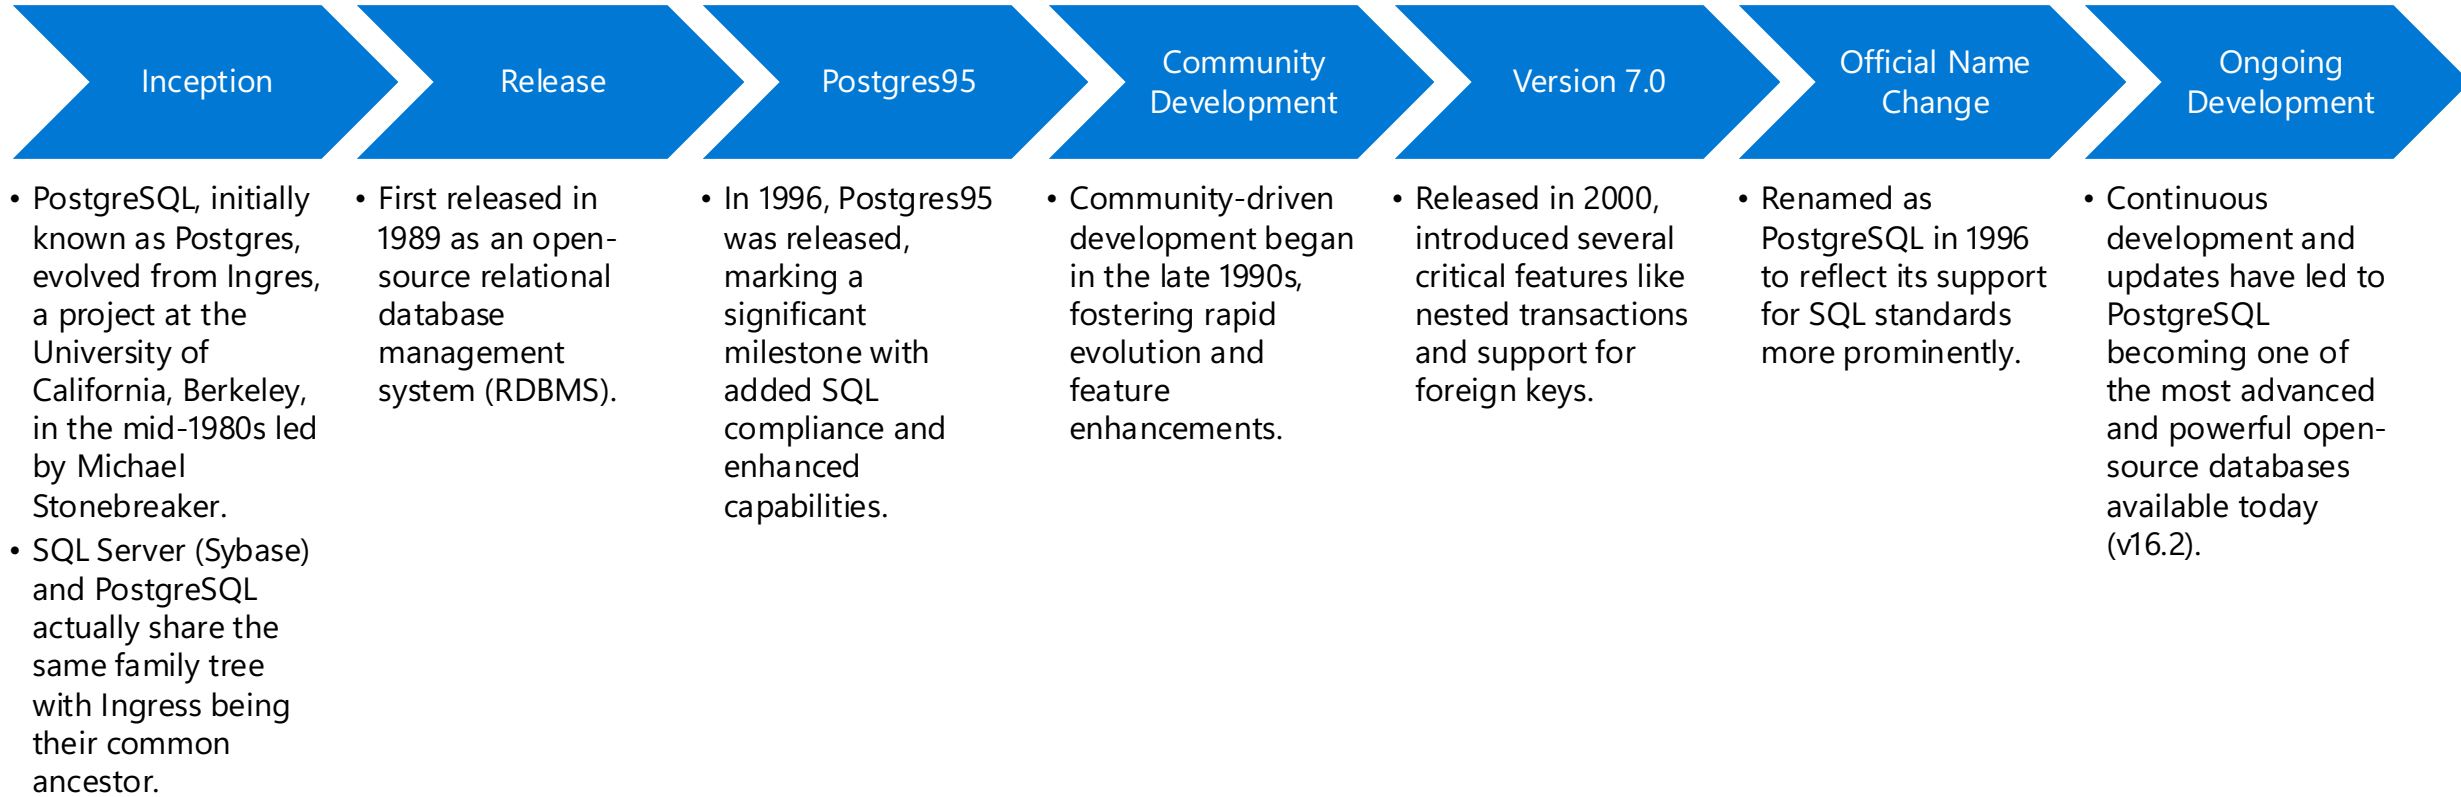 Inception
Release
Postgres95
Community
Development
Version 7.0
Official Name
Change
Ongoing
Development
• PostgreSQL, initially
known as Postgres,
evolved from Ingres,
a project at the
University of
California, Berkeley,
in the mid-1980s led
by Michael
Stonebreaker.
• SQL Server (Sybase)
and PostgreSQL
actually share the
same family tree
with Ingress being
their common
ancestor.
• First released in
1989 as an open-
source relational
database
management
system (RDBMS).
• In 1996, Postgres95
was released,
marking a
significant
milestone with
added SQL
compliance and
enhanced
capabilities.
• Community-driven
development began
in the late 1990s,
fostering rapid
evolution and
feature
enhancements.
• Released in 2000,
introduced several
critical features like
nested transactions
and support for
foreign keys.
• Renamed as
PostgreSQL in 1996
to reflect its support
for SQL standards
more prominently.
• Continuous
development and
updates have led to
PostgreSQL
becoming one of
the most advanced
and powerful open-
source databases
available today
(v16.2).